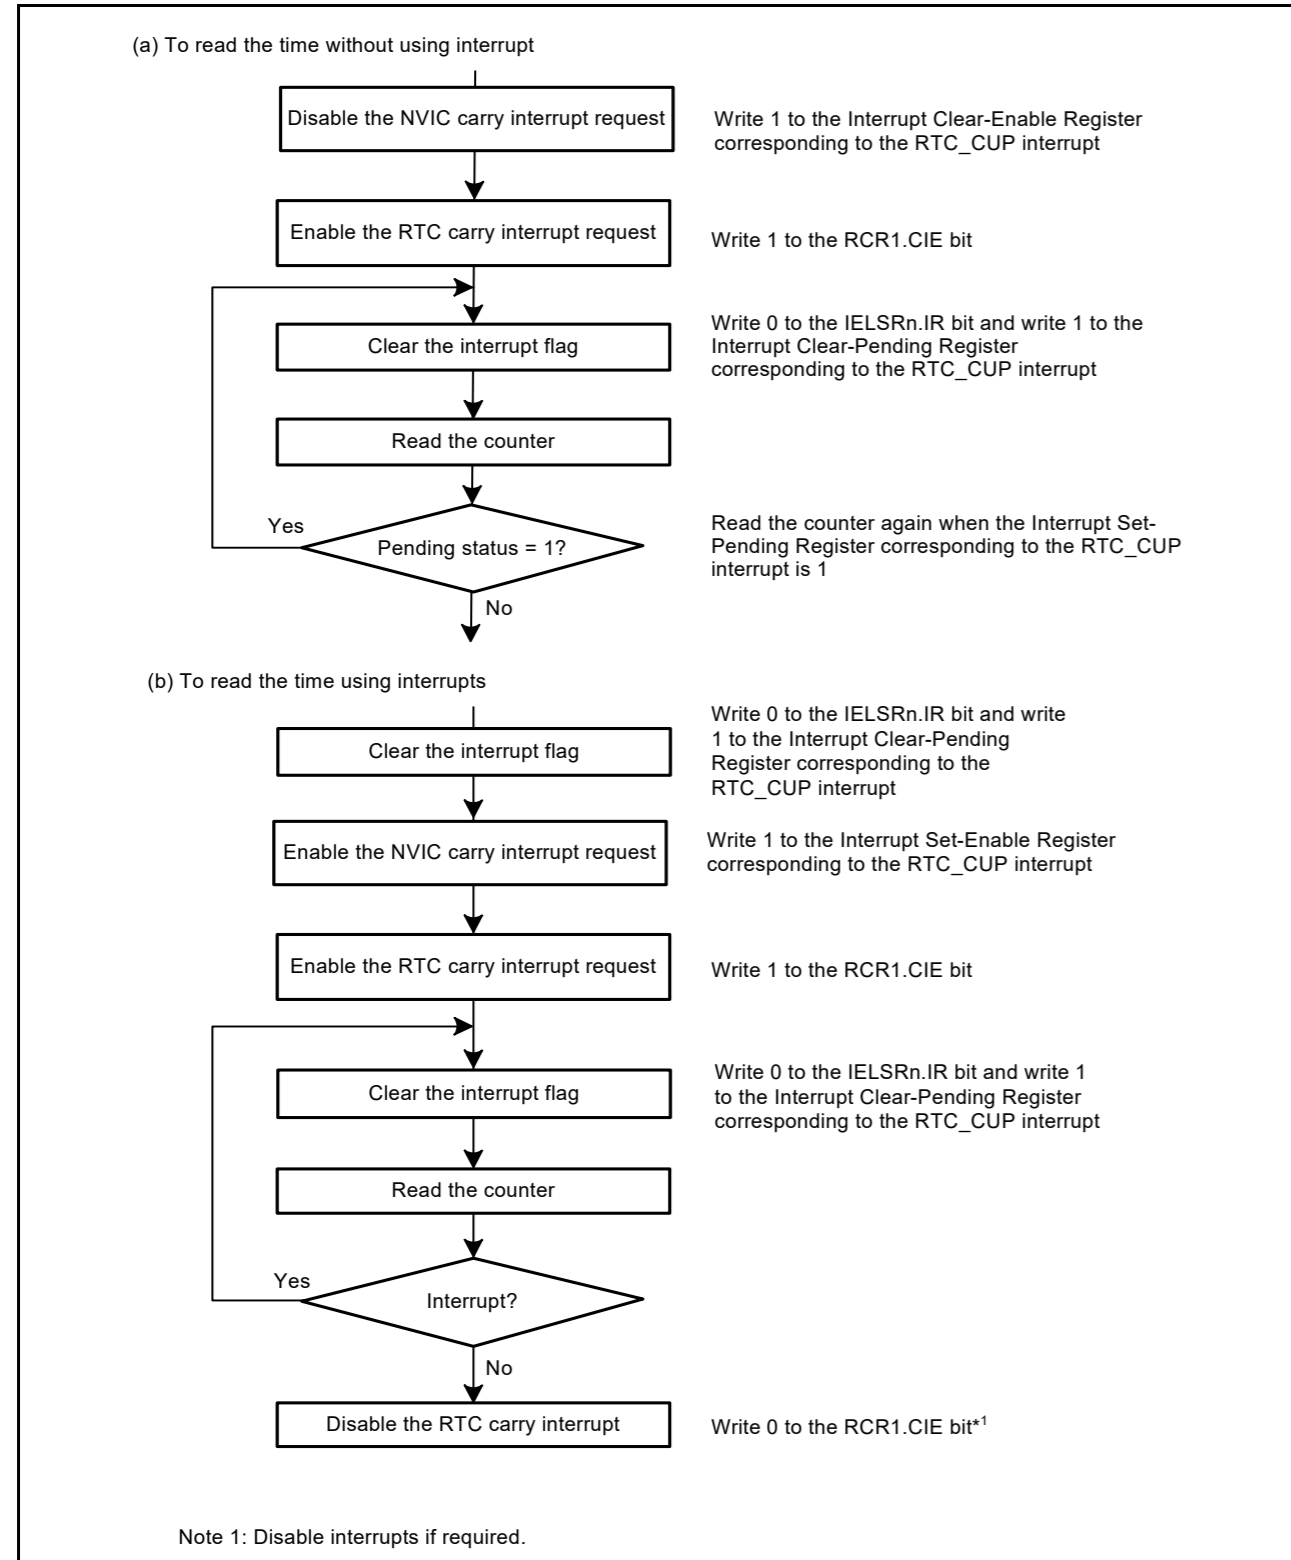 (a) To read the time without using interrupt
Disable the NVIC carry interrupt request
Write 1 to the Interrupt Clear-Enable Register
corresponding to the RTC_CUP interrupt
Enable the RTC carry interrupt request
Write 1 to the RCR1.CIE bit
Clear the interrupt flag
Write 0 to the IELSRn.IR bit and write 1 to the
Interrupt Clear-Pending Register
corresponding to the RTC_CUP interrupt
Read the counter
Yes
Pending status = 1?
Read the counter again when the Interrupt Set-
Pending Register corresponding to the RTC_CUP
interrupt is 1
No
(b) To read the time using interrupts
Clear the interrupt flag
Write 0 to the IELSRn.IR bit and write
1 to the Interrupt Clear-Pending
Register corresponding to the
RTC_CUP interrupt
Enable the NVIC carry interrupt request
Write 1 to the Interrupt Set-Enable Register
corresponding to the RTC_CUP interrupt
Enable the RTC carry interrupt request
Write 1 to the RCR1.CIE bit
Clear the interrupt flag
Write 0 to the IELSRn.IR bit and write 1
to the Interrupt Clear-Pending Register
corresponding to the RTC_CUP interrupt
Read the counter
Yes
Interrupt?
No
Disable the RTC carry interrupt
Write 0 to the RCR1.CIE bit*1
Note 1: Disable interrupts if required.